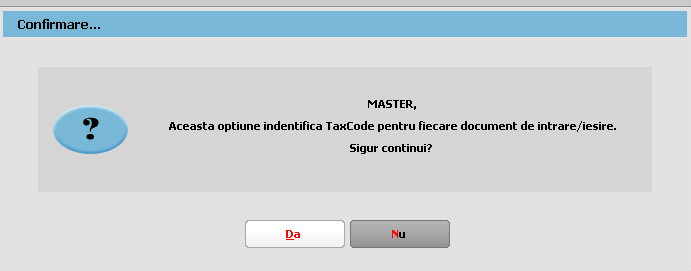 Confirmare...
?
MASTER,
Aceasta optiune indentifica TaxCode pentru fiecare document de intrare/iesire.
Sigur continui?
Da
Nu